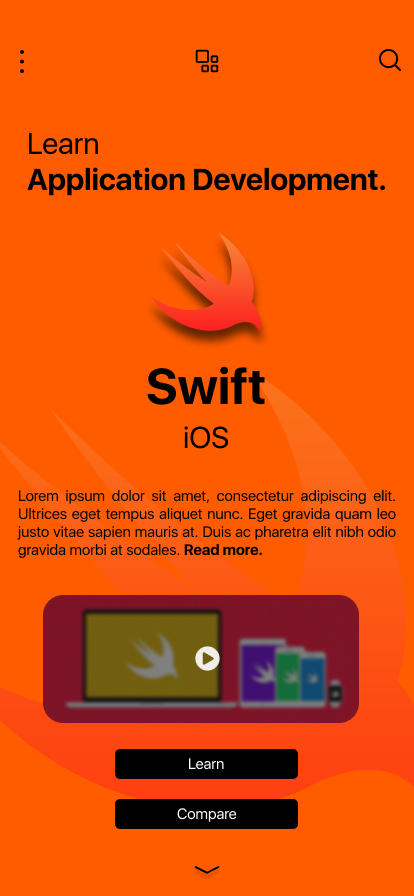 Learn
Application Development.
Swift
iOS
Lorem ipsum dolor sit amet, consectetur adipiscing elit.
Ultrices eget tempus aliquet nunc. Eget gravida quam leo
justo vitae sapien mauris at. Duis ac pharetra elit nibh odio
gravida morbi at sodales. Read more.
Learn
Compare